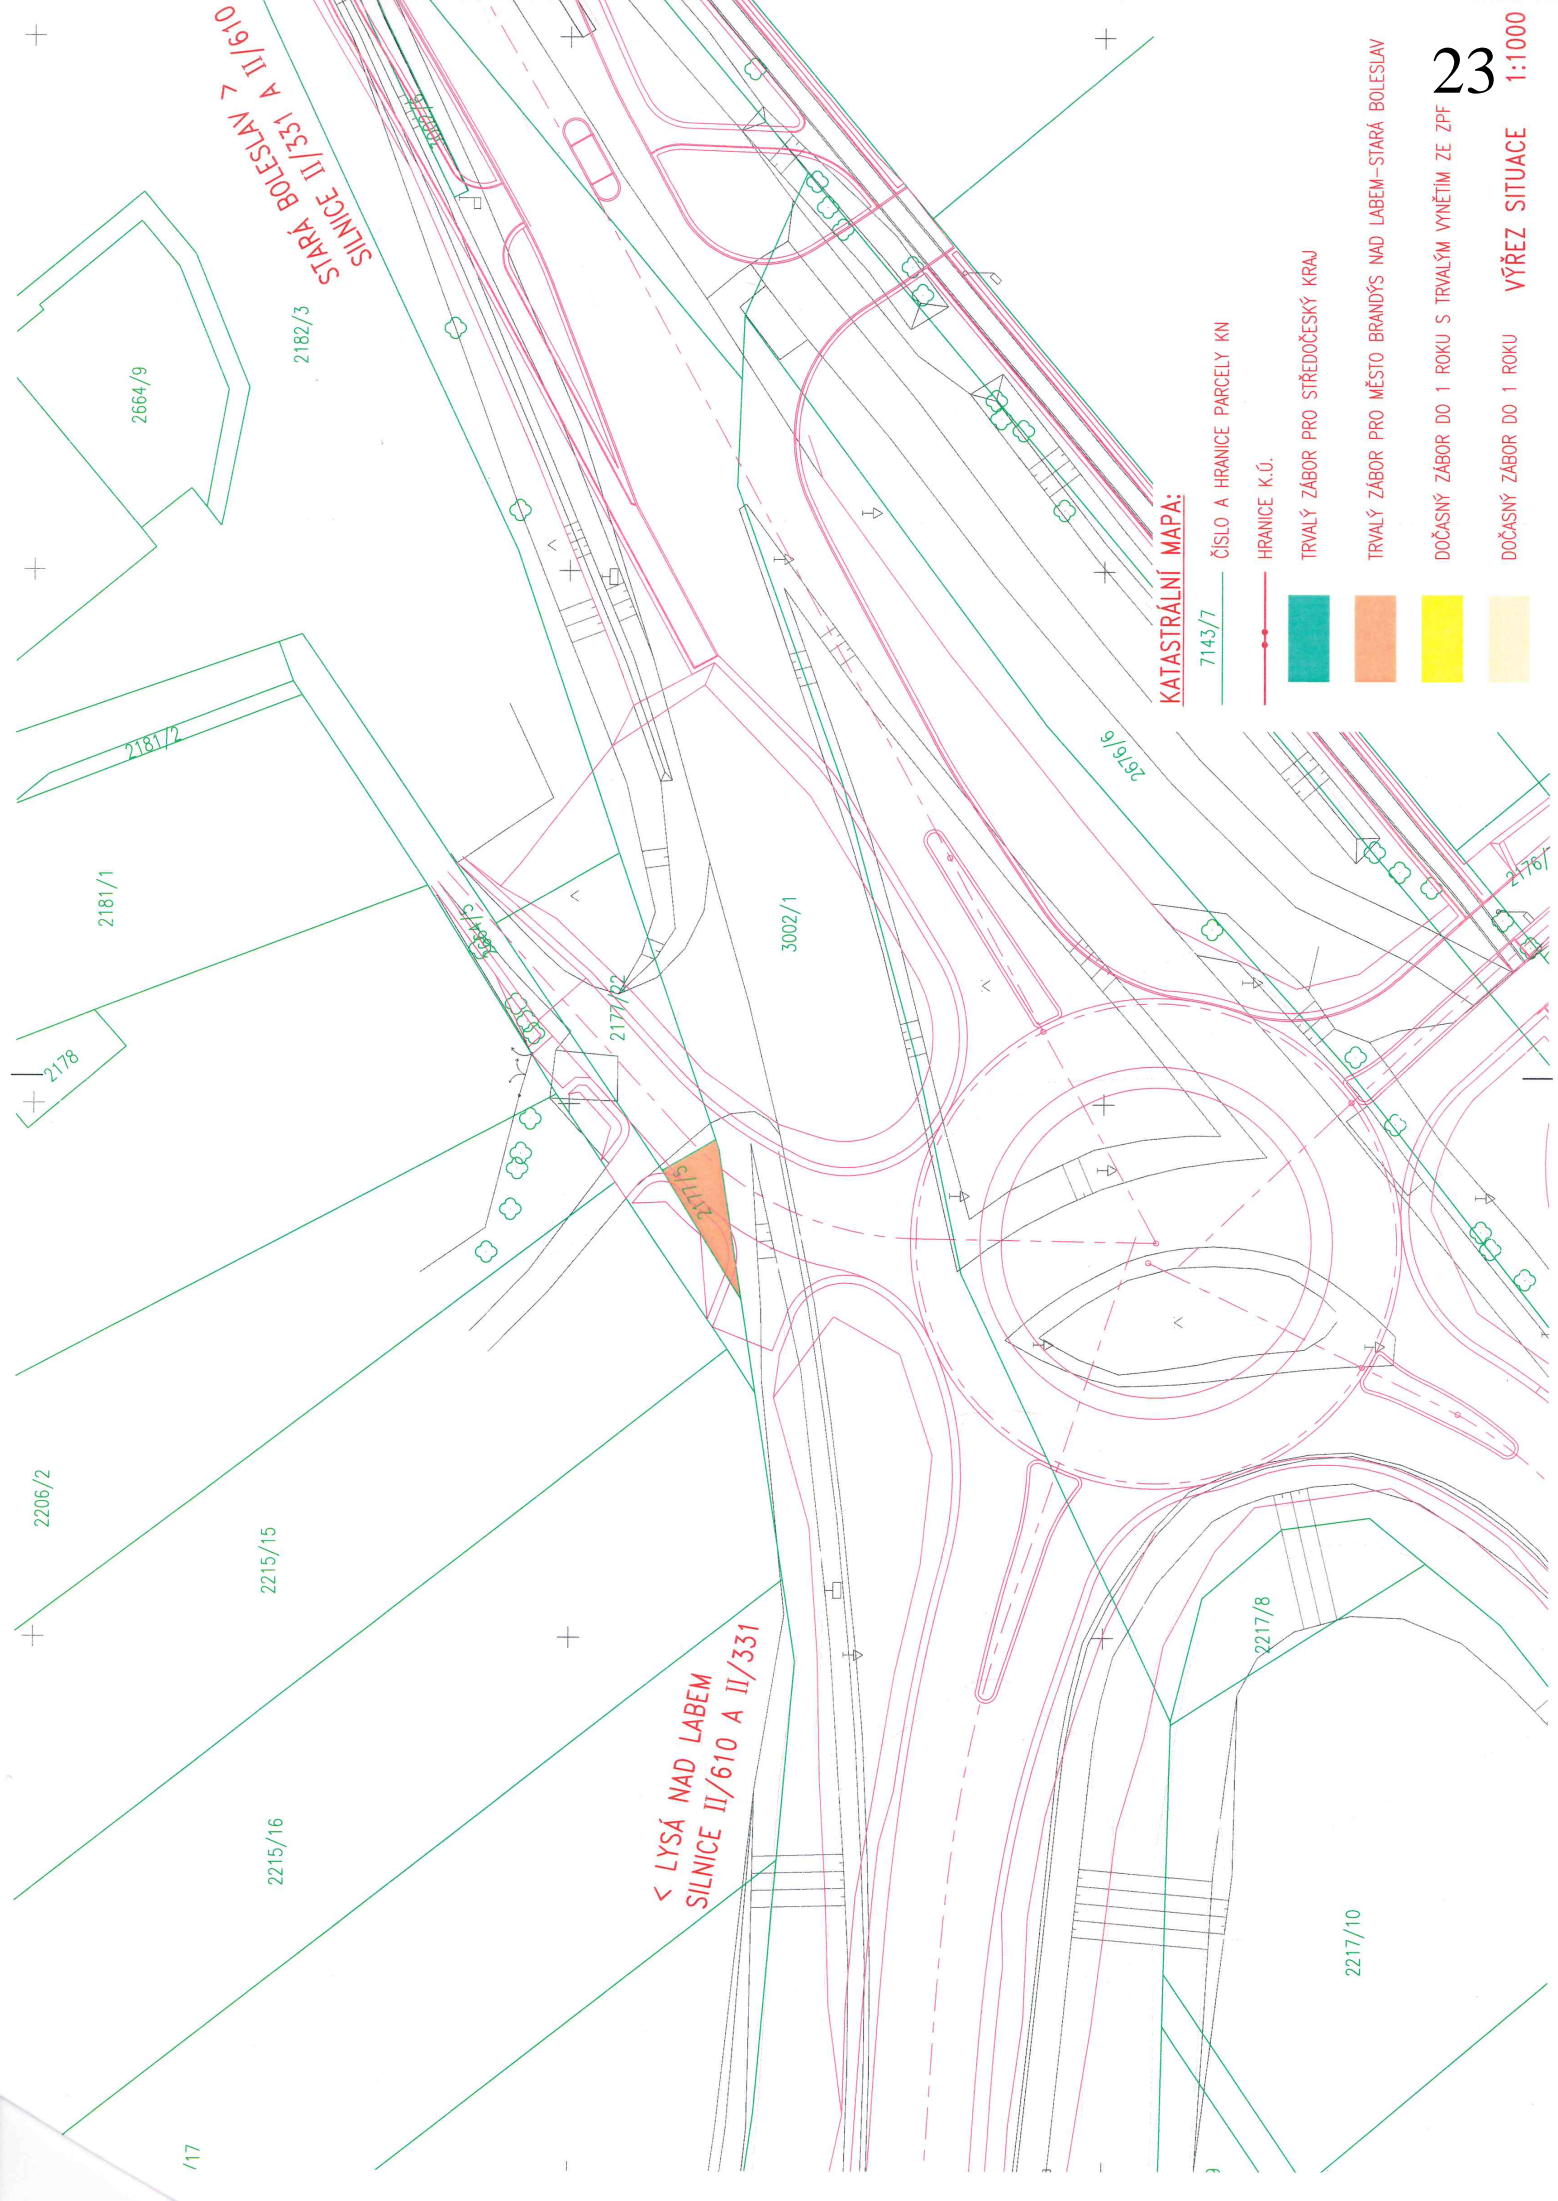 STARÁ BOLESLAV >
SILNICE II/331 A II/610
2664/9
2182/3
2181/2
2181/1
2178
2664/5
2177/22
2177/5
3002/1
2676/6
2206/2
2215/15
2215/16
/17
< LYSÁ NAD LABEM
SILNICE II/610 A II/331
2217/8
2217/10
2176/
KATASTRÁLNÍ MAPA:
7143/7 ČÍSLO A HRANICE PARCELY KN
HRANICE K.Ú.
TRVALÝ ZÁBOR PRO STŘEDOČESKÝ KRAJ
TRVALÝ ZÁBOR PRO MĚSTO BRANDÝS NAD LABEM-STARÁ BOLESLAV
DOČASNÝ ZÁBOR DO 1 ROKU S TRVALÝM VYNĚTÍM ZE ZPF
DOČASNÝ ZÁBOR DO 1 ROKU
VÝŘEZ SITUACE 1:1000
23